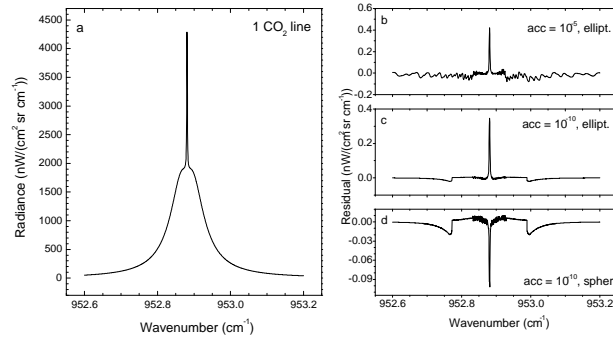 a
1 CO2 line
4500
4000
3500
3000
2500
2000
1500
1000
500
0
Radiance (nW/(cm2 sr cm-1))
952.6 952.8 953.0 953.2
Wavenumber (cm-1)
b
acc = 10-5, ellipt.
0.6
0.4
0.2
0.0
-0.2
c
acc = 10-10, ellipt.
0.4
0.2
0.0
Residual (nW/(cm2 sr cm-1))
d
acc = 10-10, spher.
0.00
-0.03
-0.06
-0.09
952.6 952.8 953.0 953.2
Wavenumber (cm-1)